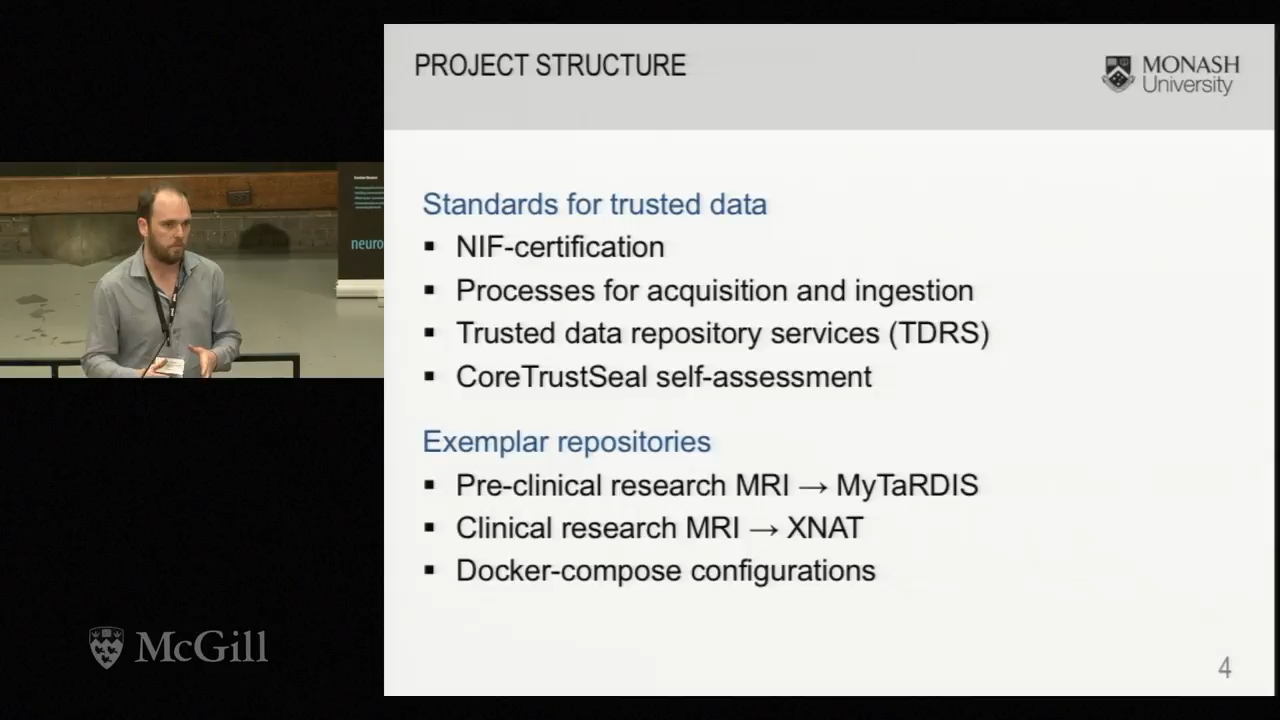 PROJECT STRUCTURE
MONASH
University
Standards for trusted data
▪ NIF-certification
▪ Processes for acquisition and ingestion
▪ Trusted data repository services (TDRS)
▪ CoreTrustSeal self-assessment
Exemplar repositories
▪ Pre-clinical research MRI → MyTaRDIS
▪ Clinical research MRI → XNAT
▪ Docker-compose configurations
4
neuro
McGill